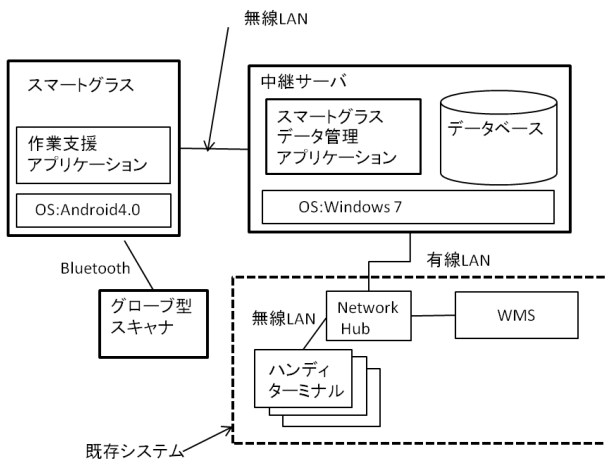 無線LAN
スマートグラス
作業支援
アプリケーション
OS:Android4.0
中継サーバ
スマートグラス
データ管理
アプリケーション
データベース
OS:Windows 7
Bluetooth
グローブ型
スキャナ
有線LAN
無線LAN
Network
Hub
WMS
ハンディ
ターミナル
既存システム